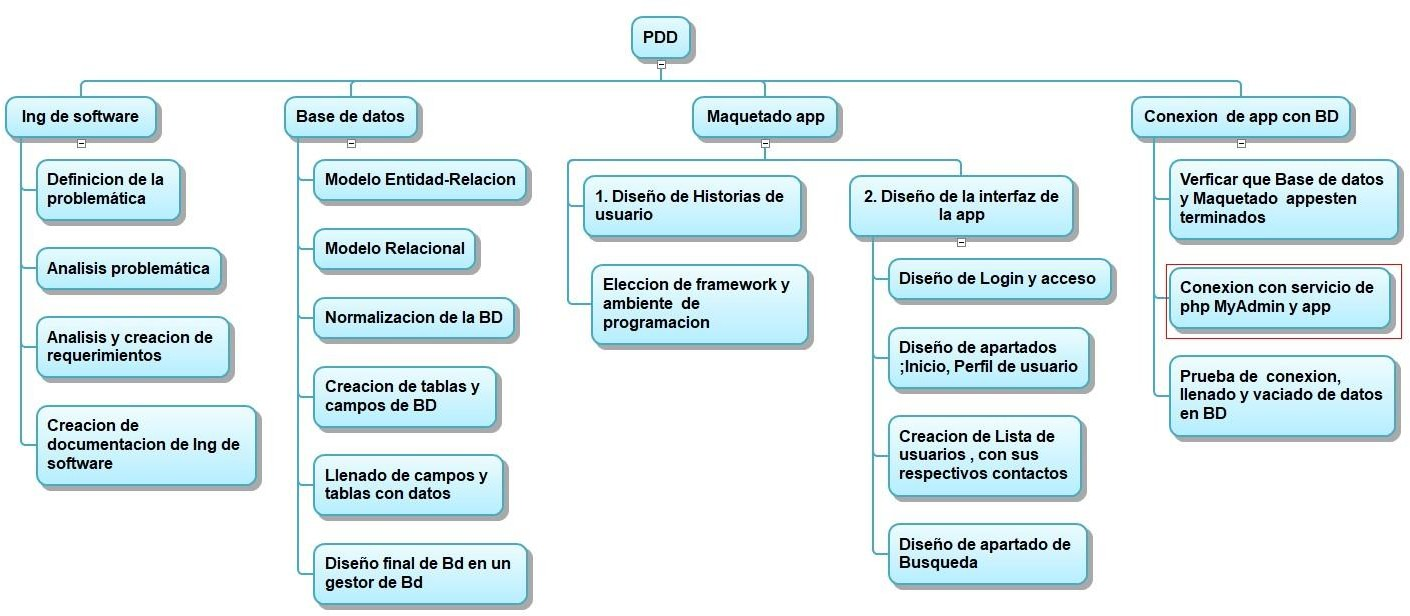 PDD
Ing de software
Definicion de la
problemática
Analisis problemática
Analisis y creacion de
requerimientos
Creacion de
documentacion de Ing de
software
Base de datos
Modelo Entidad-Relacion
Modelo Relacional
Normalizacion de la BD
Creacion de tablas y
campos de BD
Llenado de campos y
tablas con datos
Diseño final de Bd en un
gestor de Bd
Maquetado app
1. Diseño de Historias de
usuario
Eleccion de framework y
ambiente de
programacion
2. Diseño de la interfaz de
la app
Diseño de Login y acceso
Diseño de apartados
;Inicio, Perfil de usuario
Creacion de Lista de
usuarios , con sus
respectivos contactos
Diseño de apartado de
Busqueda
Conexion de app con BD
Verficar que Base de datos
y Maquetado appesten
terminados
Conexion con servicio de
php MyAdmin y app
Prueba de conexion,
llenado y vaciado de datos
en BD